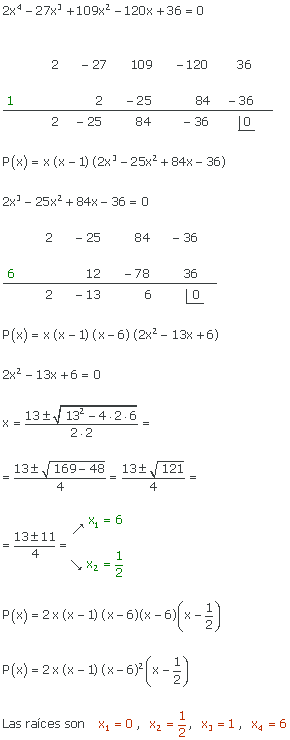 2x⁴ − 27x³ + 109x² − 120x + 36 = 0
2 − 27 109 − 120 36
1 2 − 25 84 − 36
2 − 25 84 − 36 0
P(x) = x (x − 1) (2x³ − 25x² + 84x − 36)
2x³ − 25x² + 84x − 36 = 0
2 − 25 84 − 36
6 12 − 78 36
2 − 13 6 0
P(x) = x (x − 1) (x − 6) (2x² − 13x + 6)
2x² − 13x + 6 = 0
x = (13 ± √(13² − 4 · 2 · 6)) / (2 · 2) =
= (13 ± √(169 − 48)) / 4 = (13 ± √121) / 4 =
= (13 ± 11) / 4 = ↗ x₁ = 6
↘ x₂ = 1/2
P(x) = 2 x (x − 1) (x − 6)(x − 6)(x − 1/2)
P(x) = 2 x (x − 1) (x − 6)² (x − 1/2)
Las raíces son x₁ = 0 , x₂ = 1/2 , x₃ = 1 , x₄ = 6